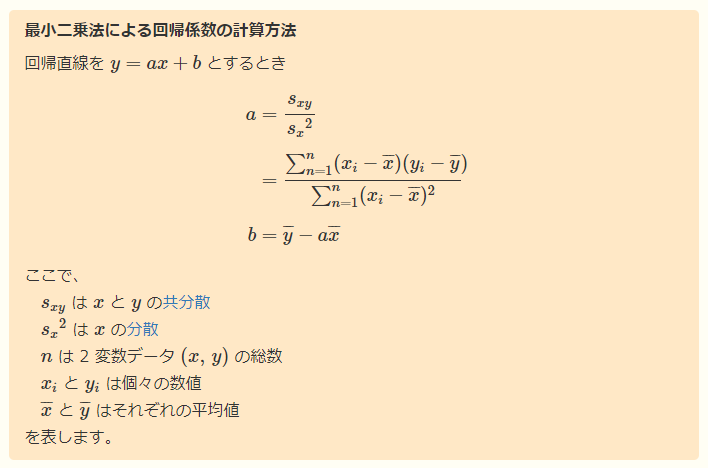 最小二乗法による回帰係数の計算方法
回帰直線を y = ax + b とするとき
a = s_{xy} / s_x^2
= \frac{\sum_{n=1}^{n}(x_i − \overline{x})(y_i − \overline{y})}{\sum_{n=1}^{n}(x_i − \overline{x})^2}
b = \overline{y} − a\overline{x}
ここで、
s_{xy} は x と y の共分散
s_x^2 は x の分散
n は 2 変数データ (x, y) の総数
x_i と y_i は個々の数値
\overline{x} と \overline{y} はそれぞれの平均値
を表します。